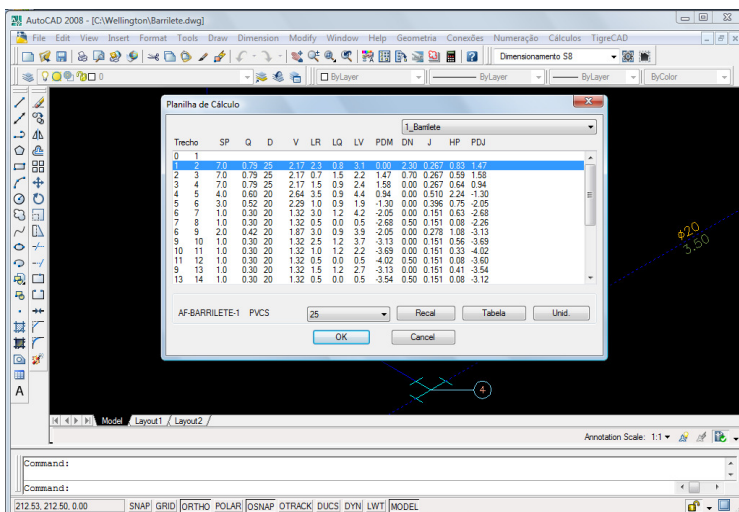 AutoCAD 2008 - [C:\Wellington\Barrilete.dwg]
File Edit View Insert Format Tools Draw Dimension Modify Window Help Geometria Conexões Numeração Cálculos TigreCAD
Dimensionamento S8
0 ByLayer ByLayer ByLayer ByColor
Planilha de Cálculo
1_Barrilete
Trecho SP Q D V LR LQ LV PDM DN J HP PDJ
0 1
1 2 7.0 0.79 25 2.17 2.3 0.8 3.1 0.00 2.30 0.267 0.83 1.47
2 3 7.0 0.79 25 2.17 0.7 1.5 2.2 1.47 0.70 0.267 0.59 1.58
3 4 7.0 0.79 25 2.17 1.5 0.9 2.4 1.58 0.00 0.267 0.64 0.94
4 5 4.0 0.60 20 2.64 3.5 0.9 4.4 0.94 0.00 0.510 2.24 -1.30
5 6 3.0 0.52 20 2.29 1.0 0.9 1.9 -1.30 0.00 0.396 0.75 -2.05
6 7 1.0 0.30 20 1.32 3.0 1.2 4.2 -2.05 0.00 0.151 0.63 -2.68
7 8 1.0 0.30 20 1.32 0.5 0.0 0.5 -2.68 0.50 0.151 0.08 -2.26
6 9 2.0 0.42 20 1.87 3.0 0.9 3.9 -2.05 0.00 0.278 1.08 -3.13
9 10 1.0 0.30 20 1.32 2.5 1.2 3.7 -3.13 0.00 0.151 0.56 -3.69
10 11 1.0 0.30 20 1.32 1.0 1.2 2.2 -3.69 0.00 0.151 0.33 -4.02
11 12 1.0 0.30 20 1.32 0.5 0.0 0.5 -4.02 0.50 0.151 0.08 -3.60
9 13 1.0 0.30 20 1.32 1.5 1.2 2.7 -3.13 0.00 0.151 0.41 -3.54
13 14 1.0 0.30 20 1.32 0.5 0.0 0.5 -3.54 0.50 0.151 0.08 -3.12
AF-BARRILETE-1 PVCS 25 Recal Tabela Unid.
OK Cancel
ϕ20
3.50
4
A
Model Layout1 Layout2
Annotation Scale: 1:1
Command:
Command:
212.53, 212.50, 0.00 SNAP GRID ORTHO POLAR OSNAP OTRACK DUCS DYN LWT MODEL